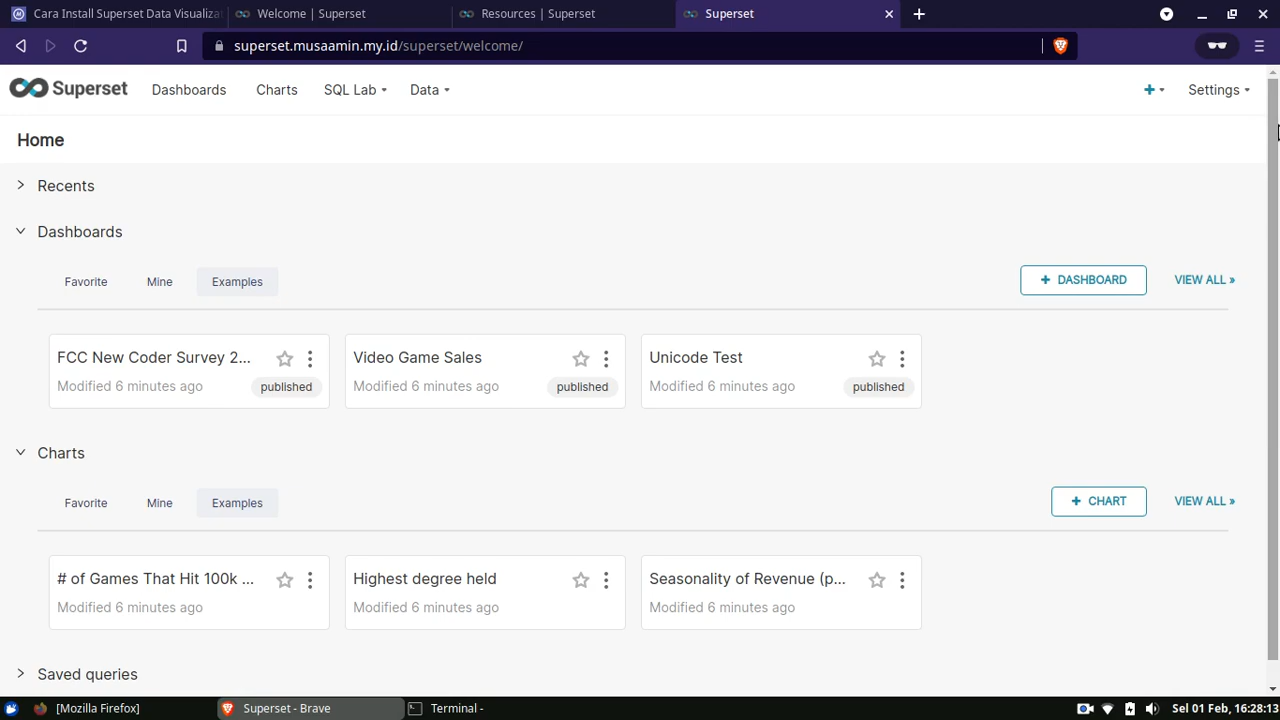 Cara Install Superset Data Visualiza
Welcome | Superset
Resources | Superset
Superset
superset.musaamin.my.id/superset/welcome/
Superset
Dashboards
Charts
SQL Lab
Data
Settings
Home
Recents
Dashboards
Favorite
Mine
Examples
+ DASHBOARD
VIEW ALL »
FCC New Coder Survey 2...
Modified 6 minutes ago
published
Video Game Sales
Modified 6 minutes ago
published
Unicode Test
Modified 6 minutes ago
published
Charts
Favorite
Mine
Examples
+ CHART
VIEW ALL »
# of Games That Hit 100k ...
Modified 6 minutes ago
Highest degree held
Modified 6 minutes ago
Seasonality of Revenue (p...
Modified 6 minutes ago
Saved queries
[Mozilla Firefox]
Superset - Brave
Terminal -
Sel 01 Feb, 16:28:13